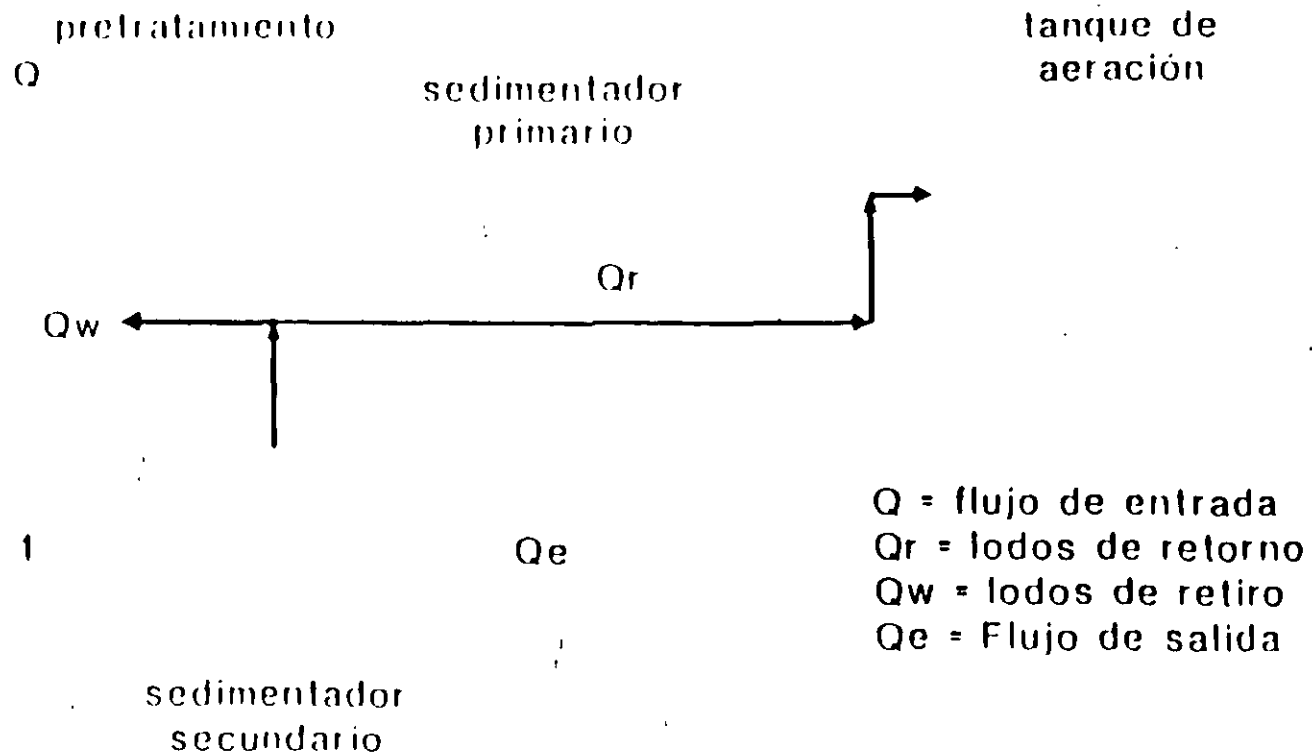 pretratamiento
Q
sedimentador
primario
tanque de
aeración
Qr
Qw
1
Qe
Q = flujo de entrada
Qr = lodos de retorno
Qw = lodos de retiro
Qe = Flujo de salida
sedimentador
secundario